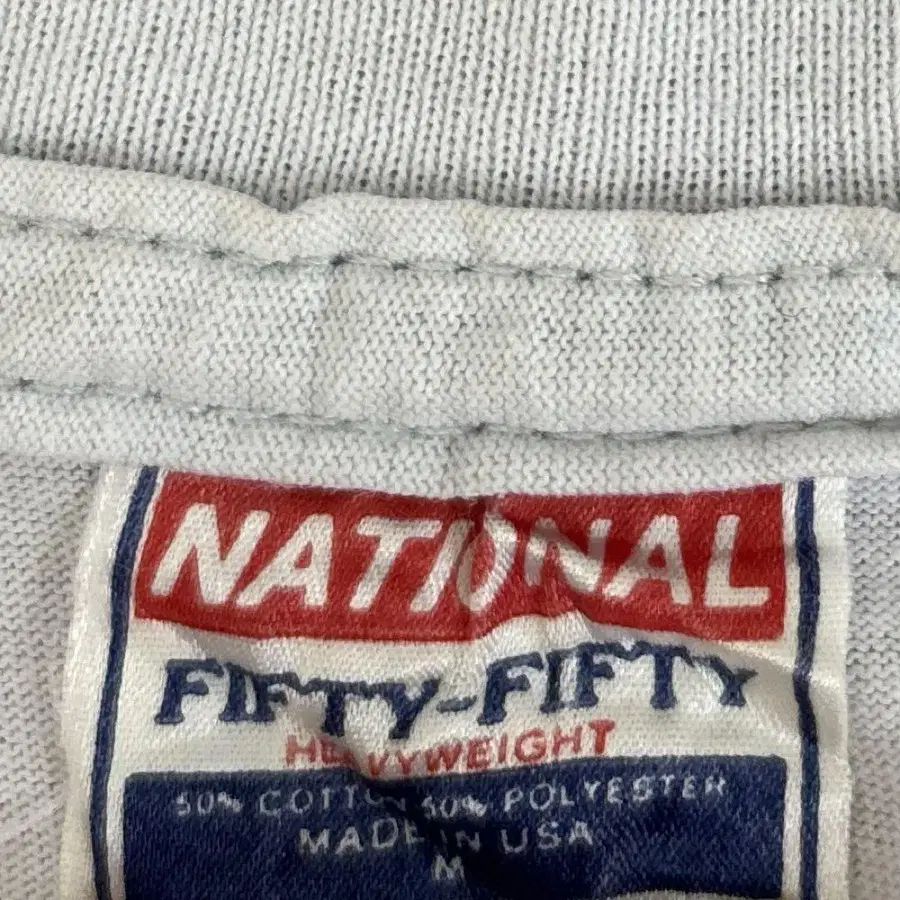 NATIONAL
FIFTY-FIFTY
HEAVYWEIGHT
50% COTTON 50% POLYESTER
MADE IN USA
M